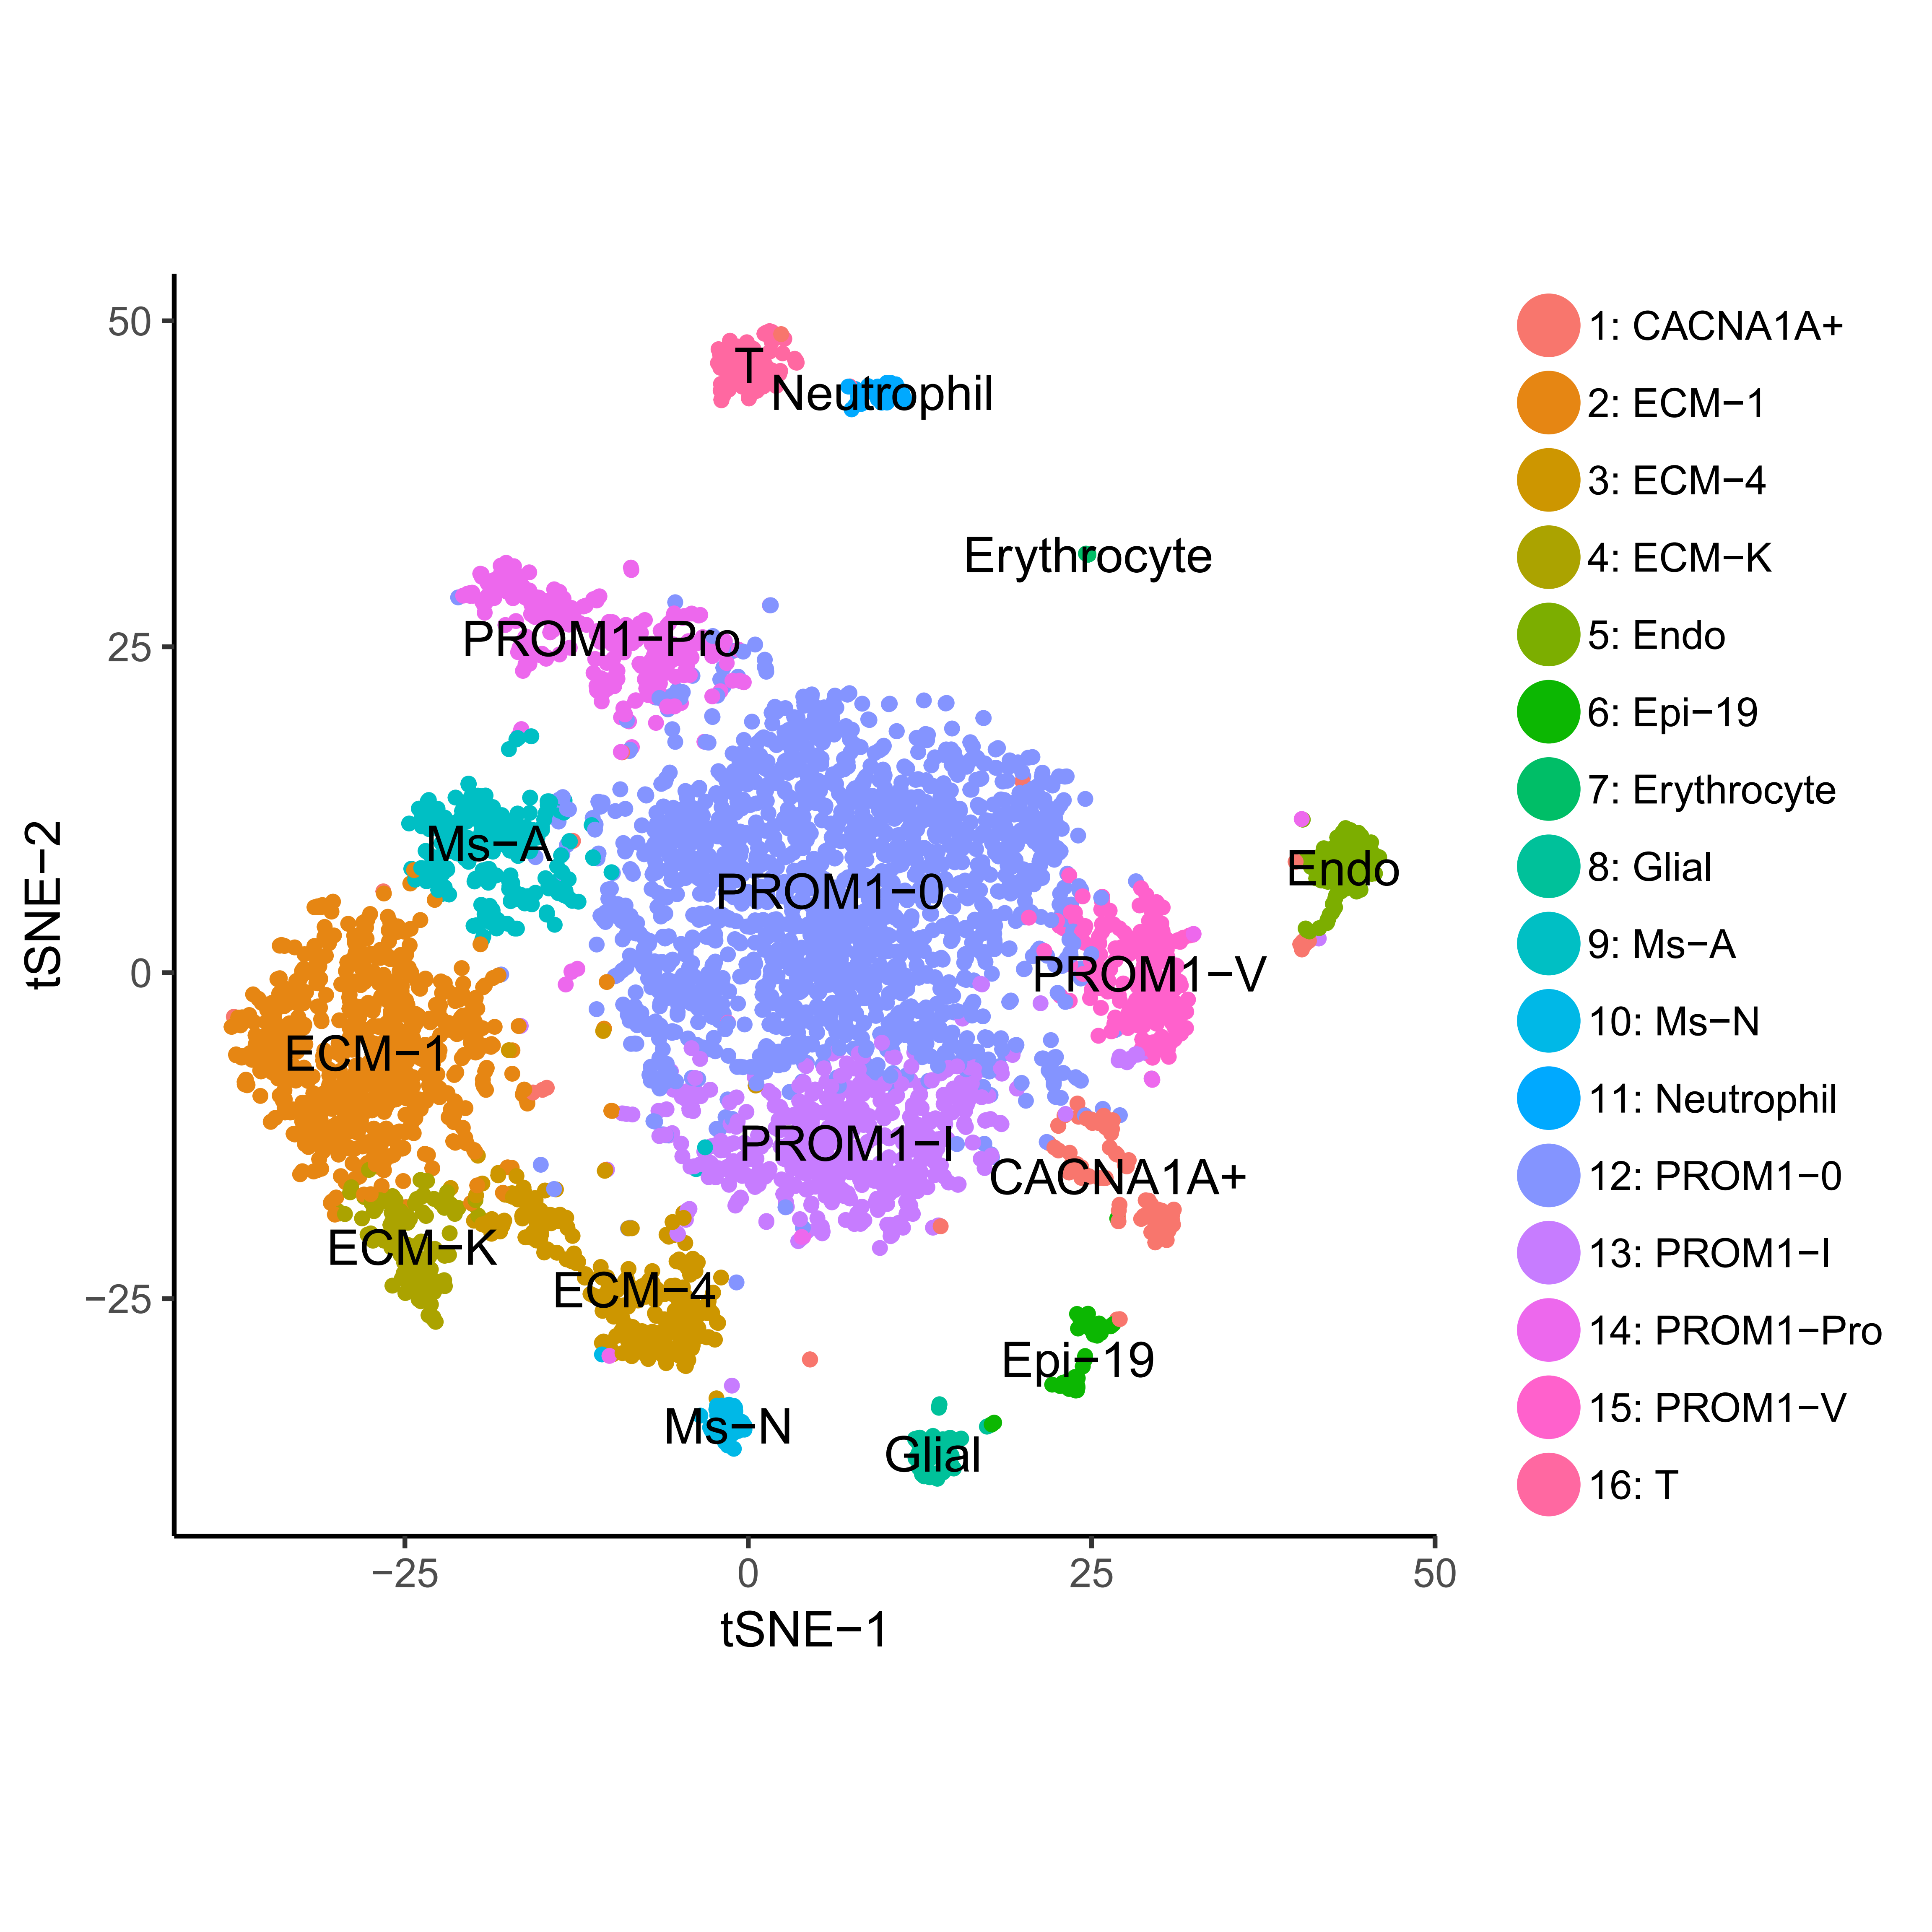 50
T
Neutrophil
Erythrocyte
25
PROM1−Pro
Ms−A
Endo
PROM1−0
tSNE−2
0
PROM1−V
ECM−1
PROM1−I
CACNA1A+
ECM−K
ECM−4
−25
Epi−19
Ms−N
Glial
−25 0 25 50
tSNE−1
1: CACNA1A+
2: ECM−1
3: ECM−4
4: ECM−K
5: Endo
6: Epi−19
7: Erythrocyte
8: Glial
9: Ms−A
10: Ms−N
11: Neutrophil
12: PROM1−0
13: PROM1−I
14: PROM1−Pro
15: PROM1−V
16: T